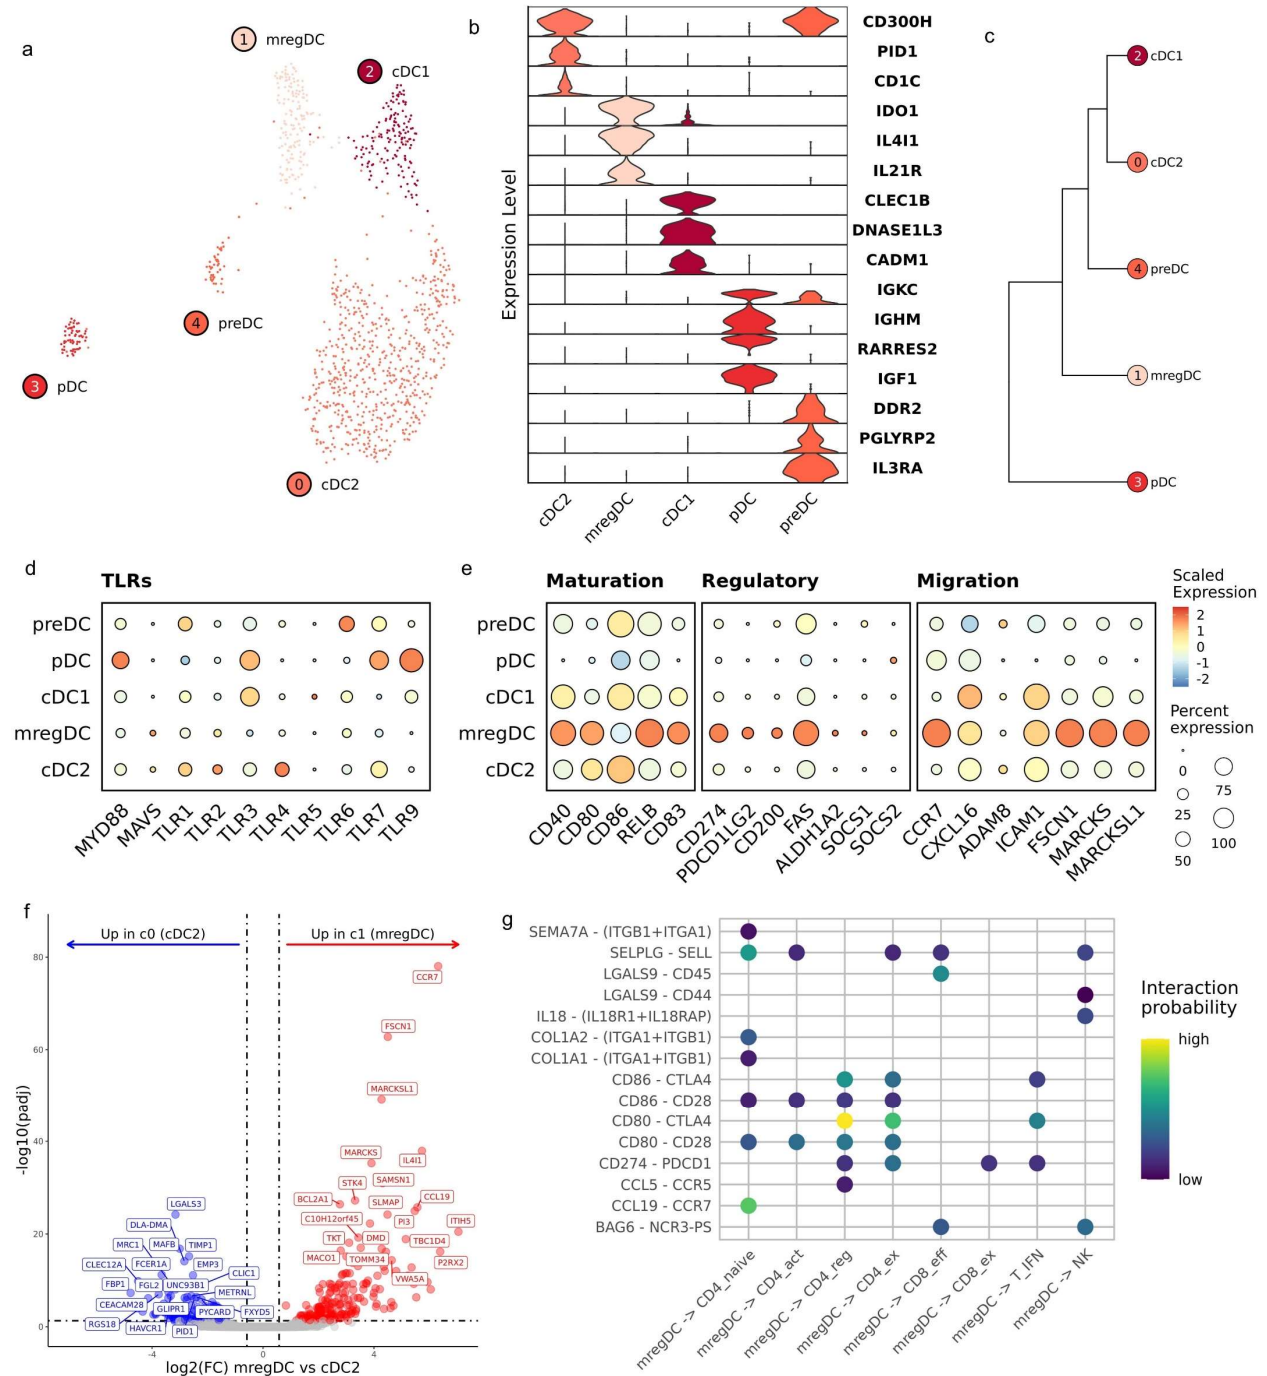 a
1 mregDC
2 cDC1
4 preDC
3 pDC
0 cDC2
b
Expression Level
CD300H
PID1
CD1C
IDO1
IL4I1
IL21R
CLEC1B
DNASE1L3
CADM1
IGKC
IGHM
RARRES2
IGF1
DDR2
PGLYRP2
IL3RA
cDC2 mregDC cDC1 pDC preDC
c
2 cDC1
0 cDC2
4 preDC
1 mregDC
3 pDC
d
TLRs
preDC
pDC
cDC1
mregDC
cDC2
MYD88 MAVS TLR1 TLR2 TLR3 TLR4 TLR5 TLR6 TLR7 TLR9
e
Maturation Regulatory Migration
CD40 CD80 CD86 RELB CD83
CD274 PDCD1LG2 CD200 FAS ALDH1A2 SOCS1 SOCS2
CCR7 CXCL16 ADAM8 ICAM1 FSCN1 MARCKS MARCKSL1
Scaled
Expression
2
1
0
-1
-2
Percent
expression
0
25
50
75
100
f
Up in c0 (cDC2) Up in c1 (mregDC)
-log10(padj)
80
60
40
20
0
CCR7
FSCN1
MARCKSL1
MARCKS
IL4I1
STK4
SAMSN1
BCL2A1
SLMAP
CCL19
C10H12orf45
PI3
ITIH5
TKT
DMD
TBC1D4
MACO1
TOMM34
P2RX2
VWA5A
LGALS3
DLA-DMA
MRC1
MAFB
TIMP1
CLEC12A
FCER1A
EMP3
FBP1
FGL2
UNC93B1
CLIC1
METRNL
CEACAM28
GLIPR1
PYCARD
FXYD5
RGS18
HAVCR1
PID1
-4 0 4
log2(FC) mregDC vs cDC2
g
SEMA7A - (ITGB1+ITGA1)
SELPLG - SELL
LGALS9 - CD45
LGALS9 - CD44
IL18 - (IL18R1+IL18RAP)
COL1A2 - (ITGA1+ITGB1)
COL1A1 - (ITGA1+ITGB1)
CD86 - CTLA4
CD86 - CD28
CD80 - CTLA4
CD80 - CD28
CD274 - PDCD1
CCL5 - CCR5
CCL19 - CCR7
BAG6 - NCR3-PS
mregDC -> CD4_naive
mregDC -> CD4_act
mregDC -> CD4_reg
mregDC -> CD4_ex
mregDC -> CD8_eff
mregDC -> CD8_ex
mregDC -> T_IFN
mregDC -> NK
Interaction
probability
high
low